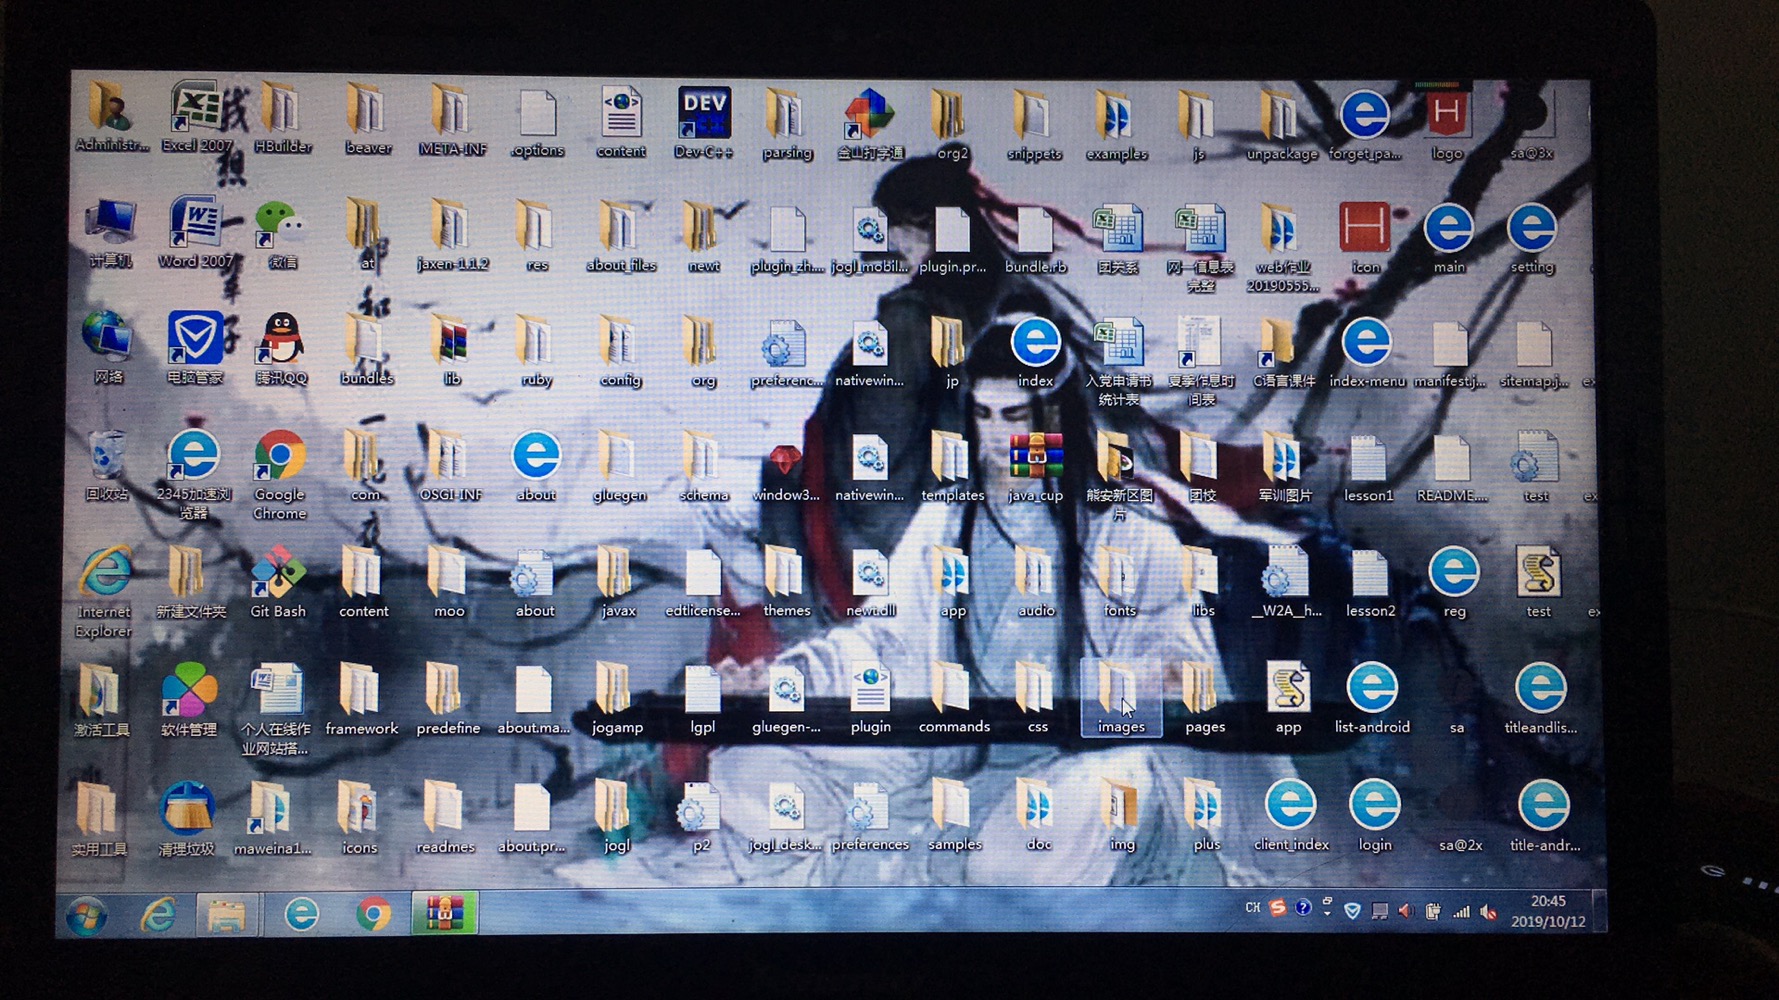 Administr...
Excel 2007
HBuilder
beaver
META-INF
.options
content
DEV
Dev-C++
parsing
金山打字通
org2
snippets
examples
js
unpackage
forget_pa...
logo
sa@3x
计算机
Word 2007
微信
at
jaxen-1.1.2
res
about_files
newt
plugin_zh...
jogl_mobil...
plugin.pr...
bundle.rb
团关系
网一信息表
完整
web作业
20190555...
icon
main
setting
网络
电脑管家
腾讯QQ
bundles
lib
ruby
config
org
preferenc...
nativewin...
jp
index
入党申请书
统计表
夏季作息时
间表
C语言课件
index-menu
manifest.j...
sitemap.j...
ex
回收站
2345加速浏
览器
Google
Chrome
com
OSGI-INF
about
gluegen
schema
window3...
nativewin...
templates
java_cup
熊安新区图
片
团校
军训图片
lesson1
README....
test
ex
Internet
Explorer
新建文件夹
Git Bash
content
moo
about
javax
edtlicense...
themes
newt.dll
app
audio
fonts
libs
__W2A__h...
lesson2
reg
test
ex
激活工具
软件管理
个人在线作
业网站搭...
framework
predefine
about.ma...
jogamp
lgpl
gluegen-...
plugin
commands
css
images
pages
app
list-android
sa
titleandlis...
实用工具
清理垃圾
maweina1...
icons
readmes
about.pr...
jogl
p2
jogl_desk...
preferences
samples
doc
img
plus
client_index
login
sa@2x
title-andr...
我想
一
和
一
CH
20:45
2019/10/12